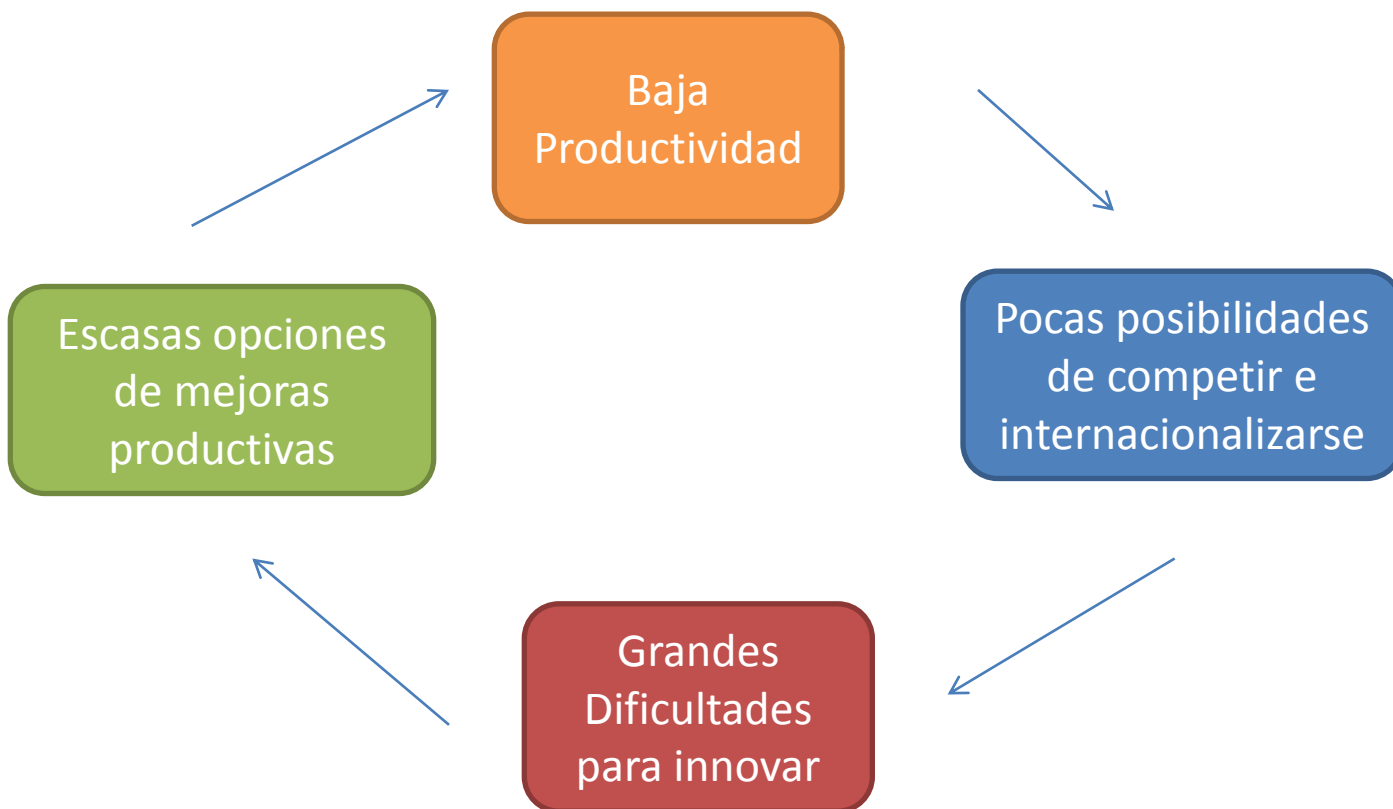 Baja
Productividad
Pocas posibilidades
de competir e
internacionalizarse
Grandes
Dificultades
para innovar
Escasas opciones
de mejoras
productivas